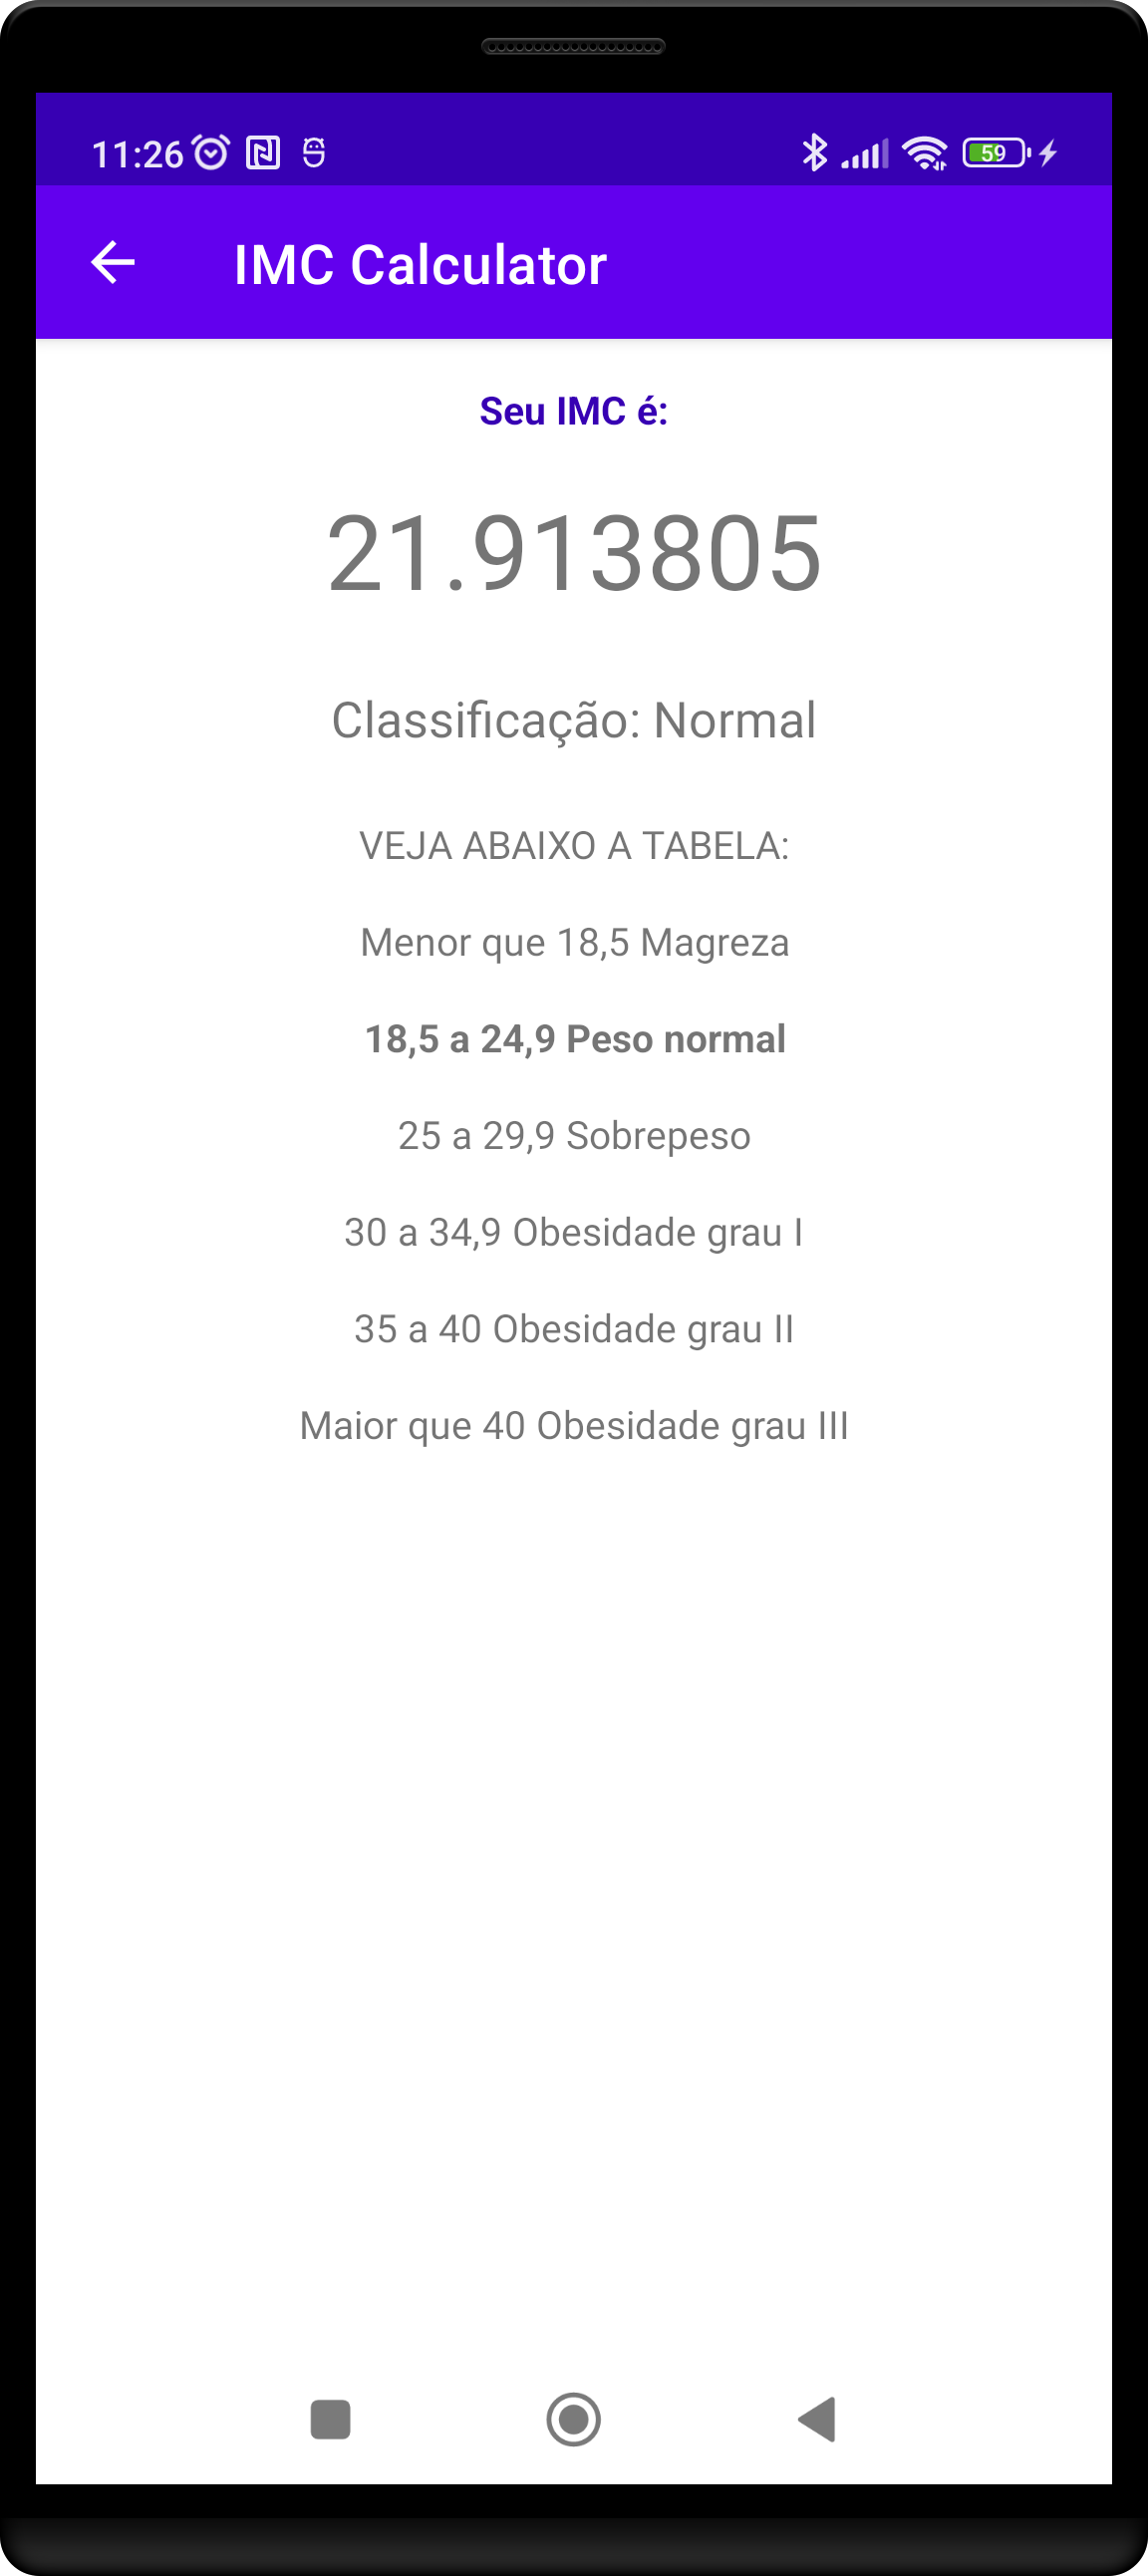 11:26 59
IMC Calculator
Seu IMC é:
21.913805
Classificação: Normal
VEJA ABAIXO A TABELA:
Menor que 18,5 Magreza
18,5 a 24,9 Peso normal
25 a 29,9 Sobrepeso
30 a 34,9 Obesidade grau I
35 a 40 Obesidade grau II
Maior que 40 Obesidade grau III